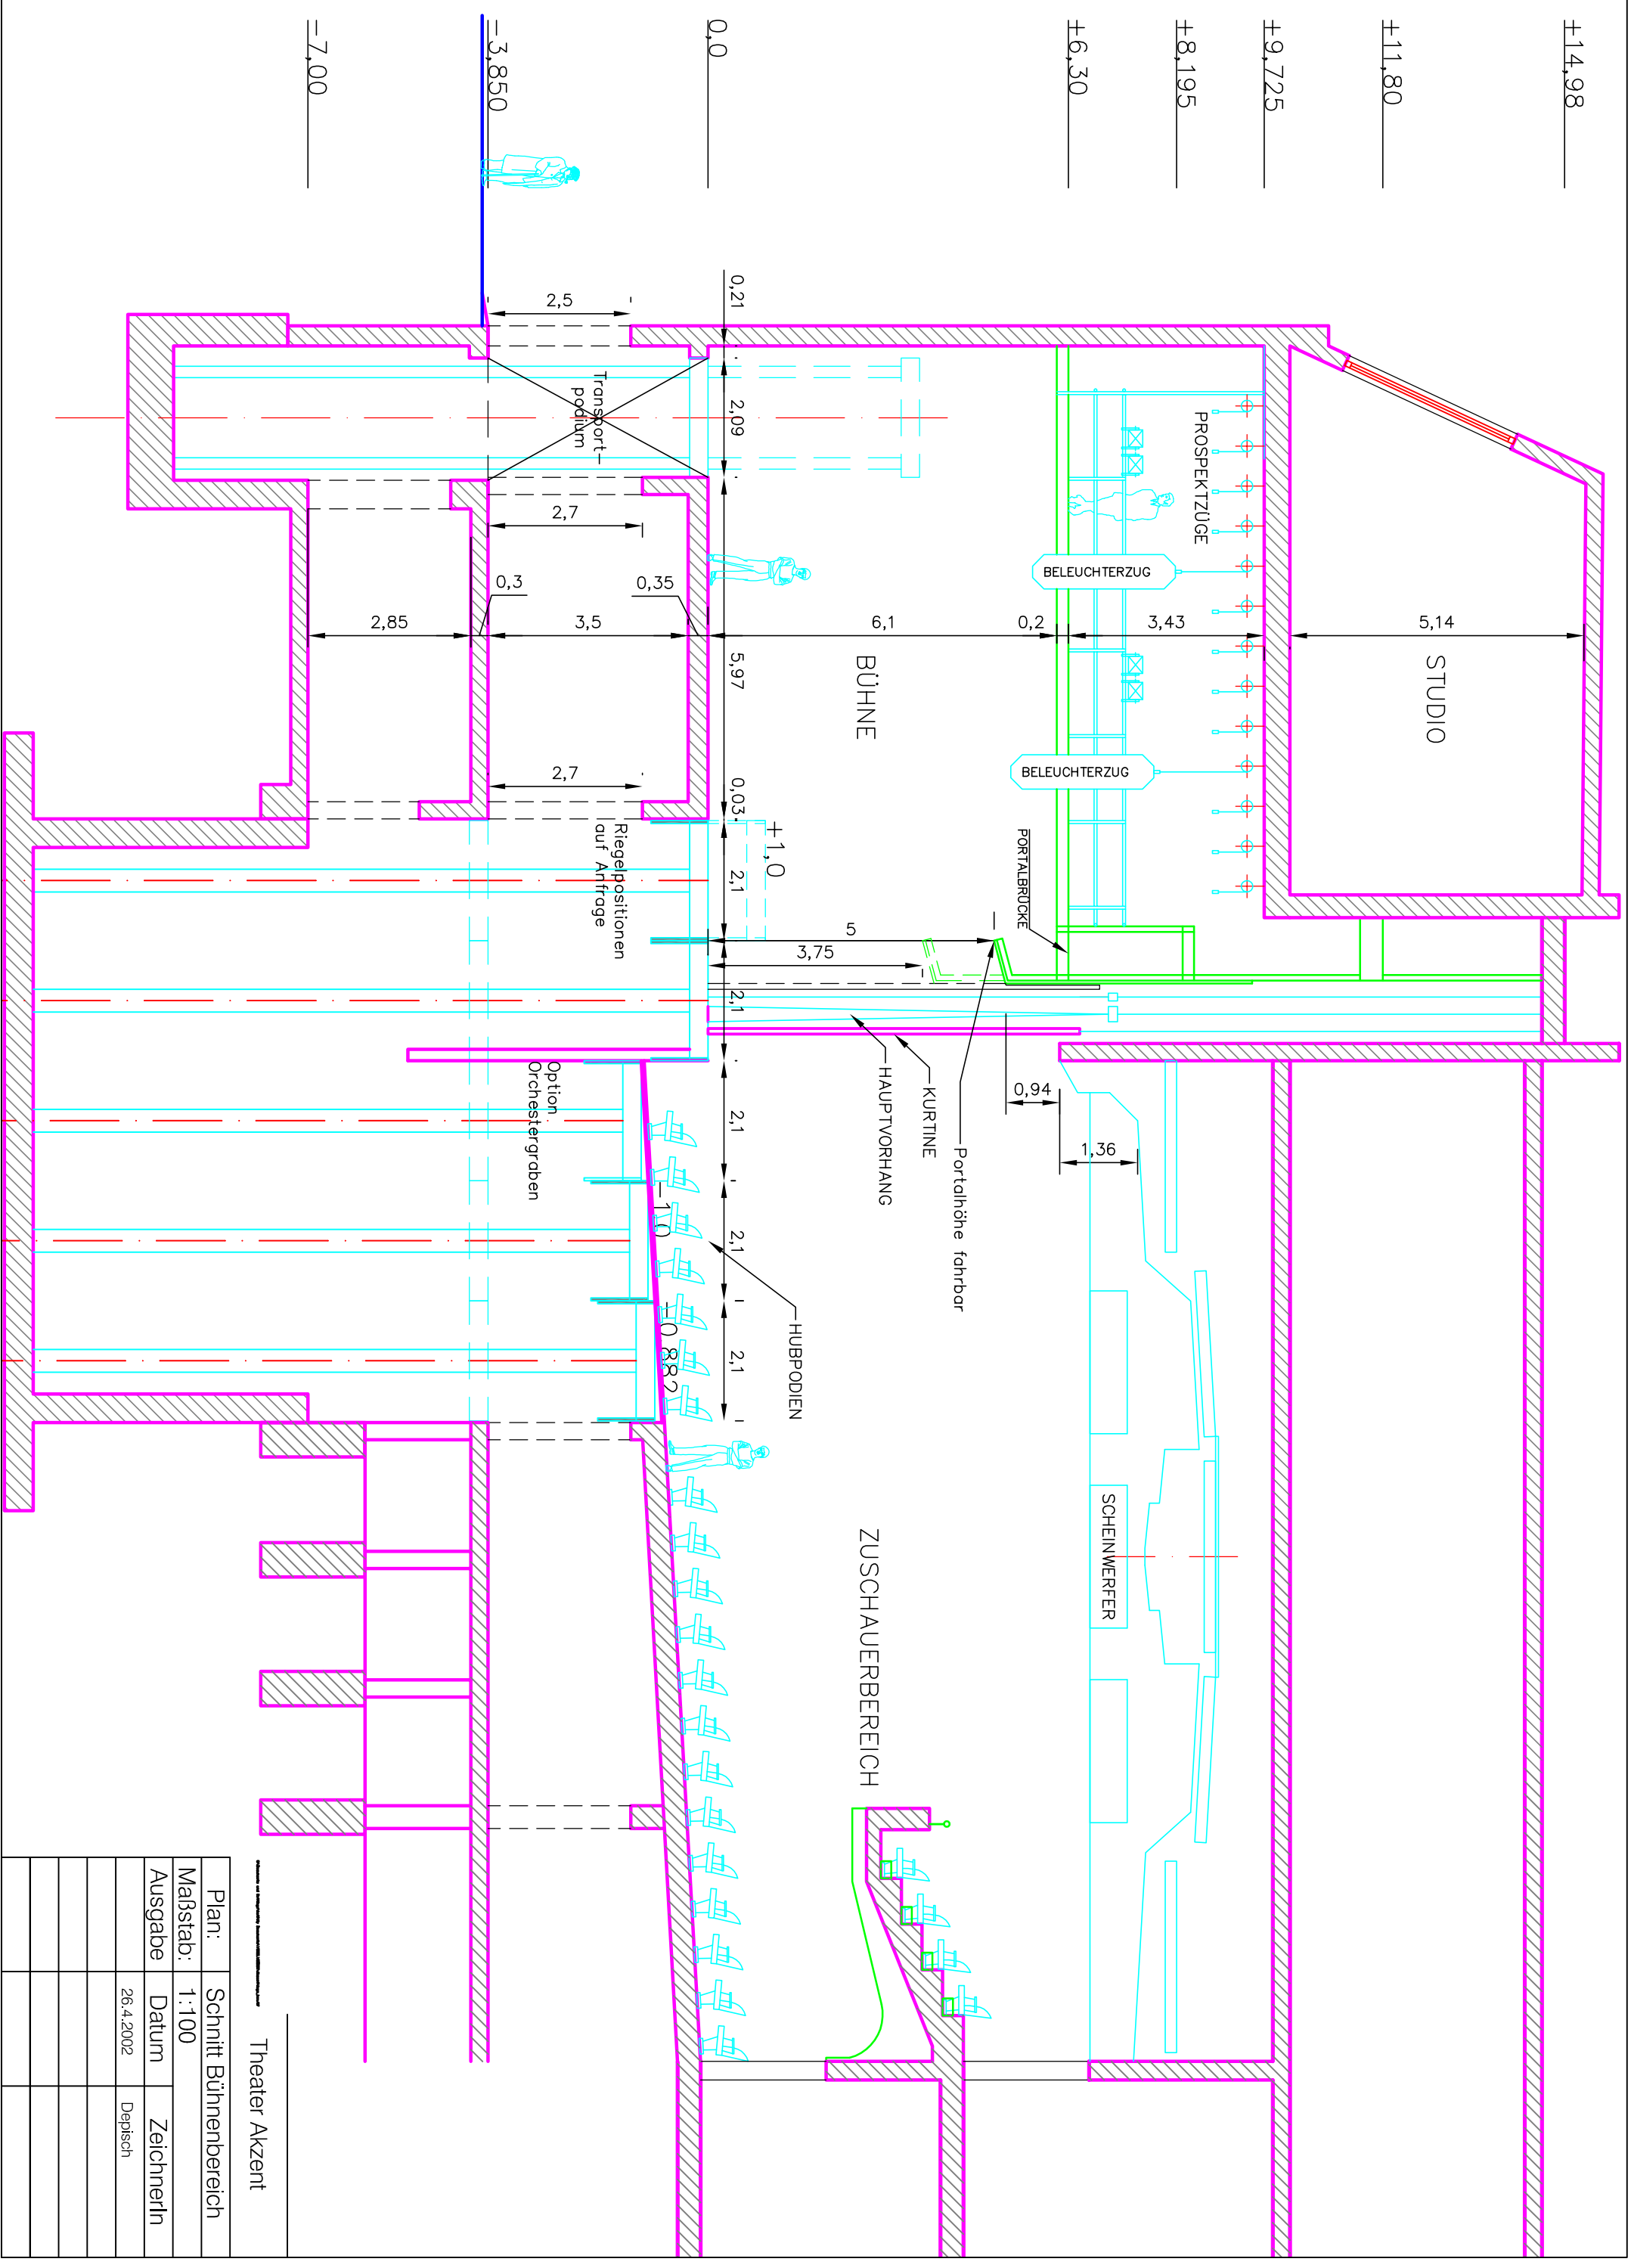 +14,98
+11,80
+9,725
+8,195
+6,30
0,0
-3,850
-7,00
STUDIO
5,14
PROSPEKTZÜGE
BELEUCHTERZUG
BELEUCHTERZUG
3,43
0,2
6,1
BÜHNE
PORTALBRÜCKE
0,21
2,09
5,97
0,03
2,1
2,1
2,1
2,1
2,1
+1,0
5
3,75
2,5
Transport-
podium
2,7
0,35
3,5
0,3
2,85
2,7
Riegelpositionen
auf Anfrage
Option
Orchestergraben
-1,0
-0,882
HUBPODIEN
HAUPTVORHANG
KURTINE
Portalhöhe fahrbar
0,94
1,36
SCHEINWERFER
ZUSCHAUERBEREICH
Theater Akzent
Plan: Schnitt Bühnenbereich
Maßstab: 1:100
Ausgabe Datum ZeichnerIn
26.4.2002 Depisch